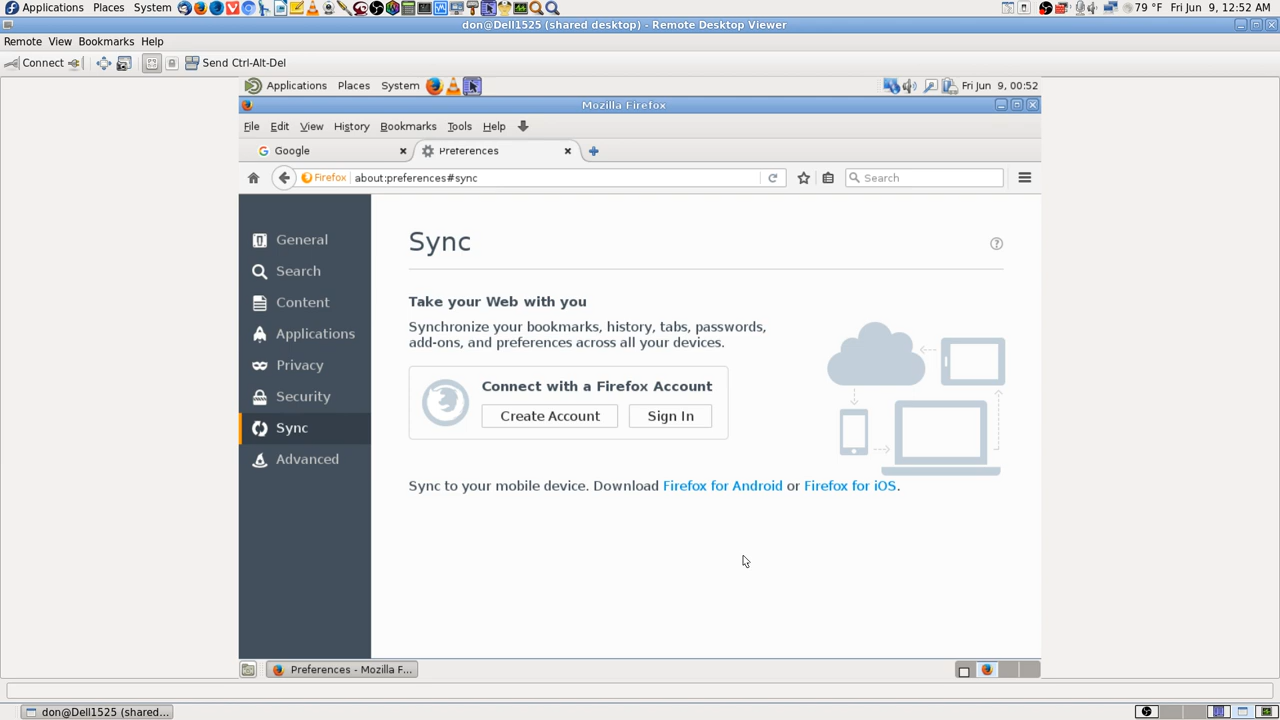 Applications Places System 79 °F Fri Jun 9, 12:52 AM
don@Dell1525 (shared desktop) - Remote Desktop Viewer
Remote View Bookmarks Help
Connect Send Ctrl-Alt-Del
Applications Places System Fri Jun 9, 00:52
Mozilla Firefox
File Edit View History Bookmarks Tools Help
Google Preferences
Firefox about:preferences#sync Search
General
Search
Content
Applications
Privacy
Security
Sync
Advanced
Sync
Take your Web with you
Synchronize your bookmarks, history, tabs, passwords,
add-ons, and preferences across all your devices.
Connect with a Firefox Account
Create Account Sign In
Sync to your mobile device. Download Firefox for Android or Firefox for iOS.
Preferences - Mozilla F...
don@Dell1525 (shared...